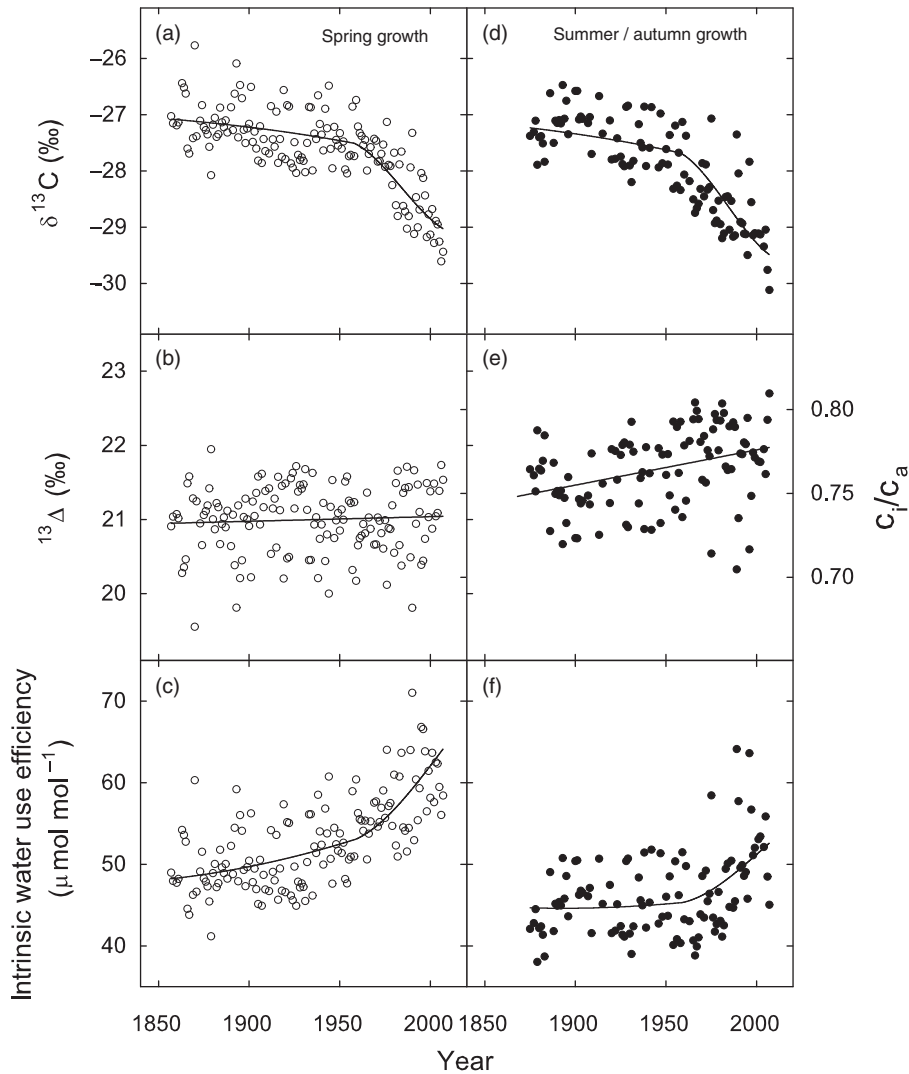 (a)
Spring growth
(d)
Summer / autumn growth
–26
–27
–28
–29
–30
δ¹³C (‰)
(b)
(e)
23
22
21
20
¹³Δ (‰)
0.80
0.75
0.70
cᵢ/cₐ
(c)
(f)
70
60
50
40
Intrinsic water use efficiency
(μ mol mol⁻¹)
1850 1900 1950 2000 1850 1900 1950 2000
Year